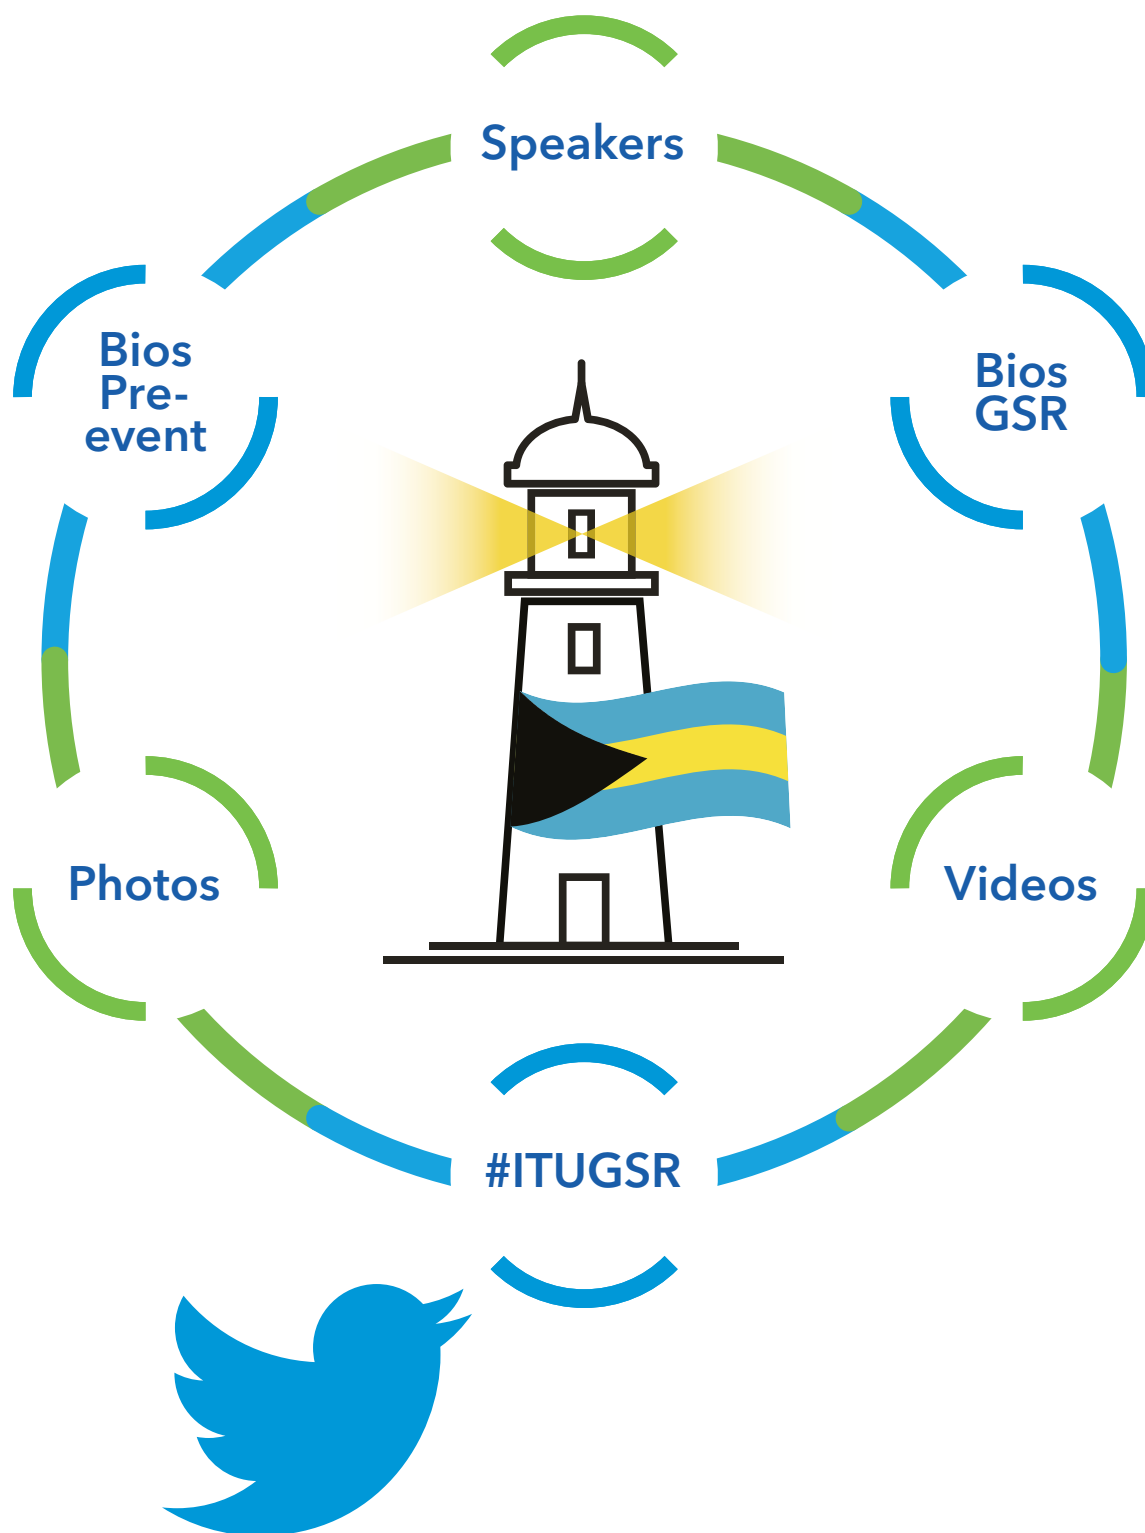 Speakers
Bios
Pre-
event
Bios
GSR
Photos
Videos
#ITUGSR